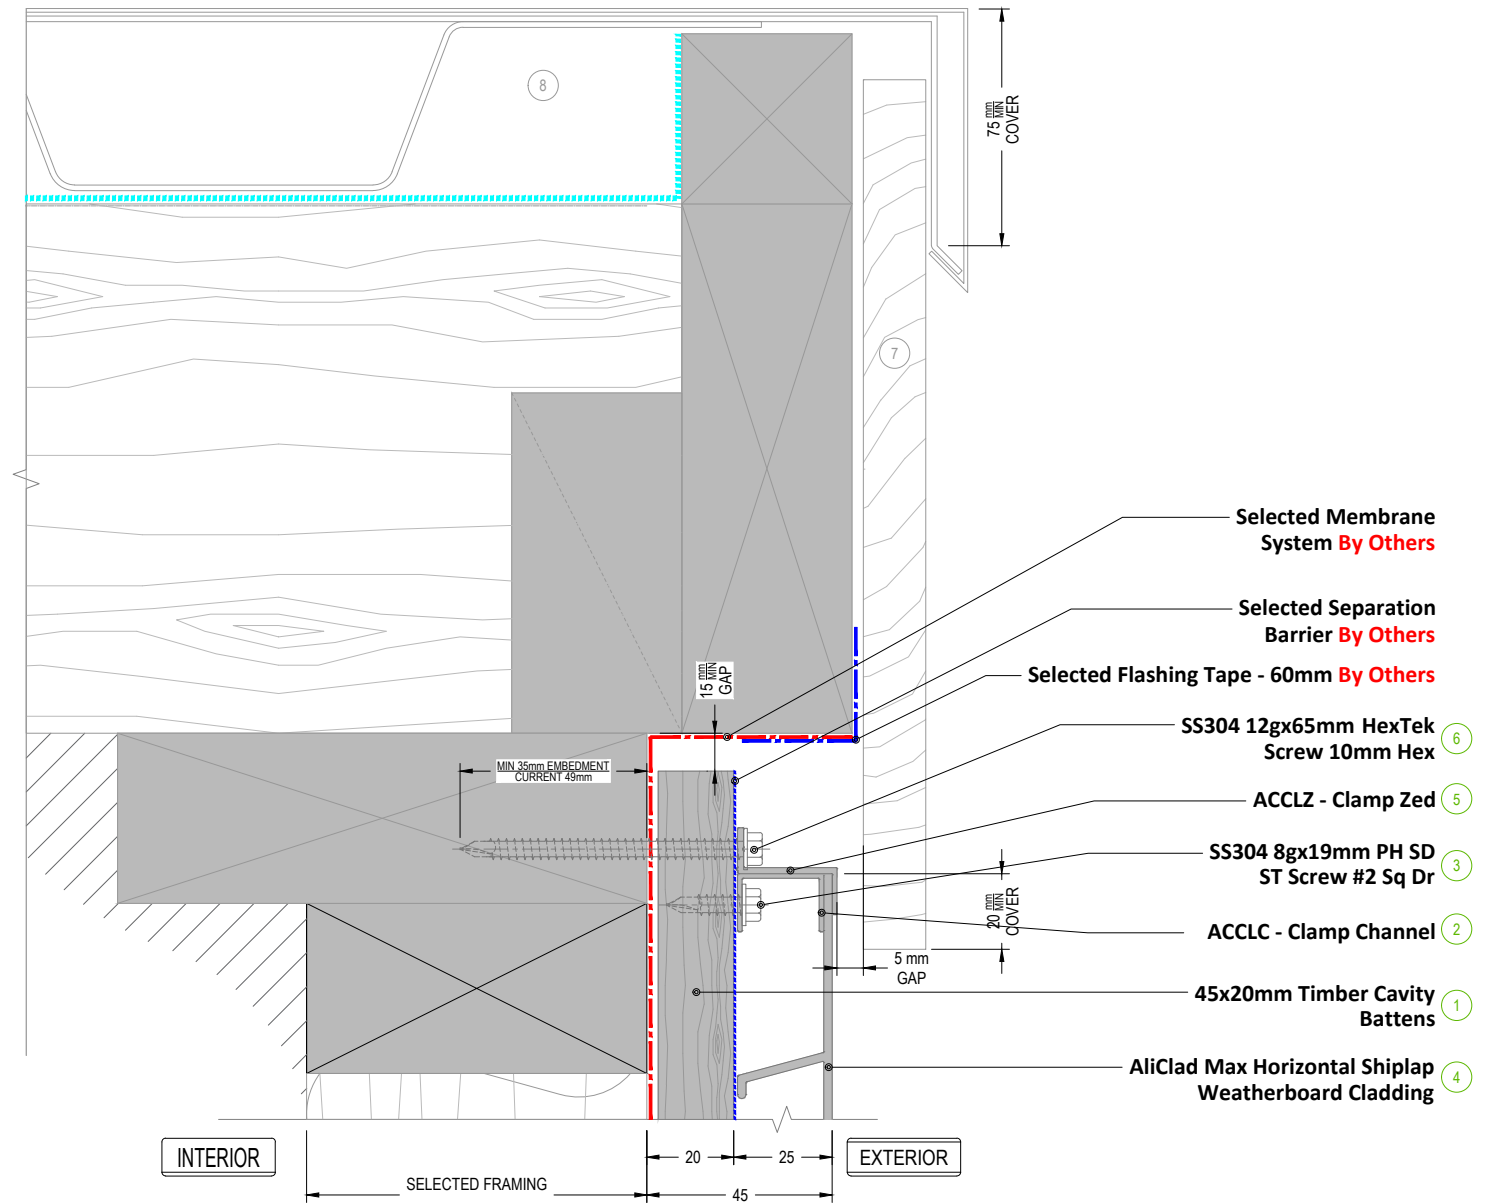 8
75 mm MIN
COVER
7
Selected Membrane
System By Others
Selected Separation
Barrier By Others
Selected Flashing Tape - 60mm By Others
15 mm MIN
GAP
SS304 12gx65mm HexTek
Screw 10mm Hex
6
MIN 35mm EMBEDMENT
CURRENT 49mm
ACCLZ - Clamp Zed
5
SS304 8gx19mm PH SD
ST Screw #2 Sq Dr
3
20 mm MIN
COVER
ACCLC - Clamp Channel
2
5 mm
GAP
45x20mm Timber Cavity
Battens
1
AliClad Max Horizontal Shiplap
Weatherboard Cladding
4
INTERIOR
20
25
EXTERIOR
SELECTED FRAMING
45